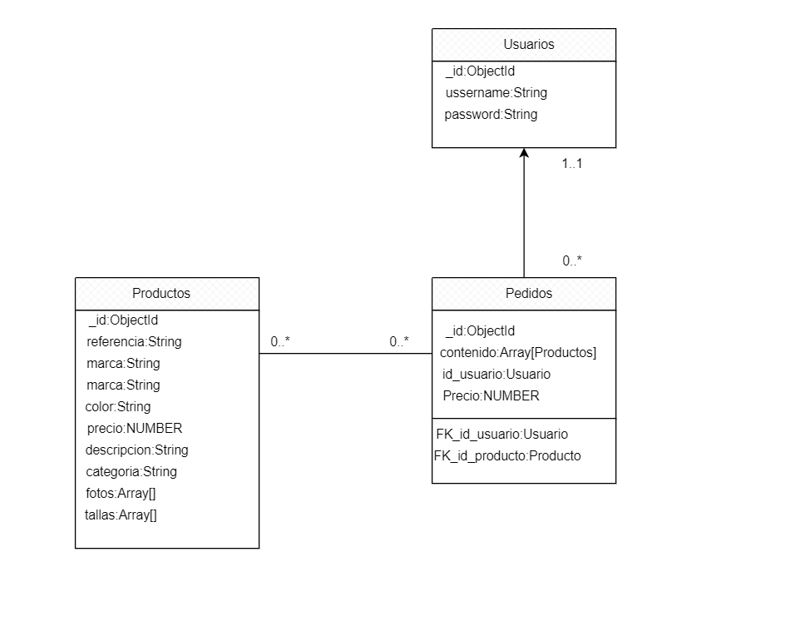 Usuarios
_id:ObjectId
ussername:String
password:String
1..1
0..*
Productos
_id:ObjectId
referencia:String
marca:String
marca:String
color:String
precio:NUMBER
descripcion:String
categoria:String
fotos:Array[]
tallas:Array[]
0..*
0..*
Pedidos
_id:ObjectId
contenido:Array[Productos]
id_usuario:Usuario
Precio:NUMBER
FK_id_usuario:Usuario
FK_id_producto:Producto